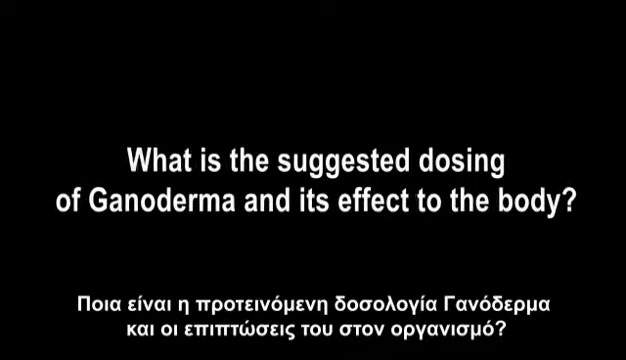 What is the suggested dosing
of Ganoderma and its effect to the body?
Ποια είναι η προτεινόμενη δοσολογία Γανόδερμα
και οι επιπτώσεις του στον οργανισμό?